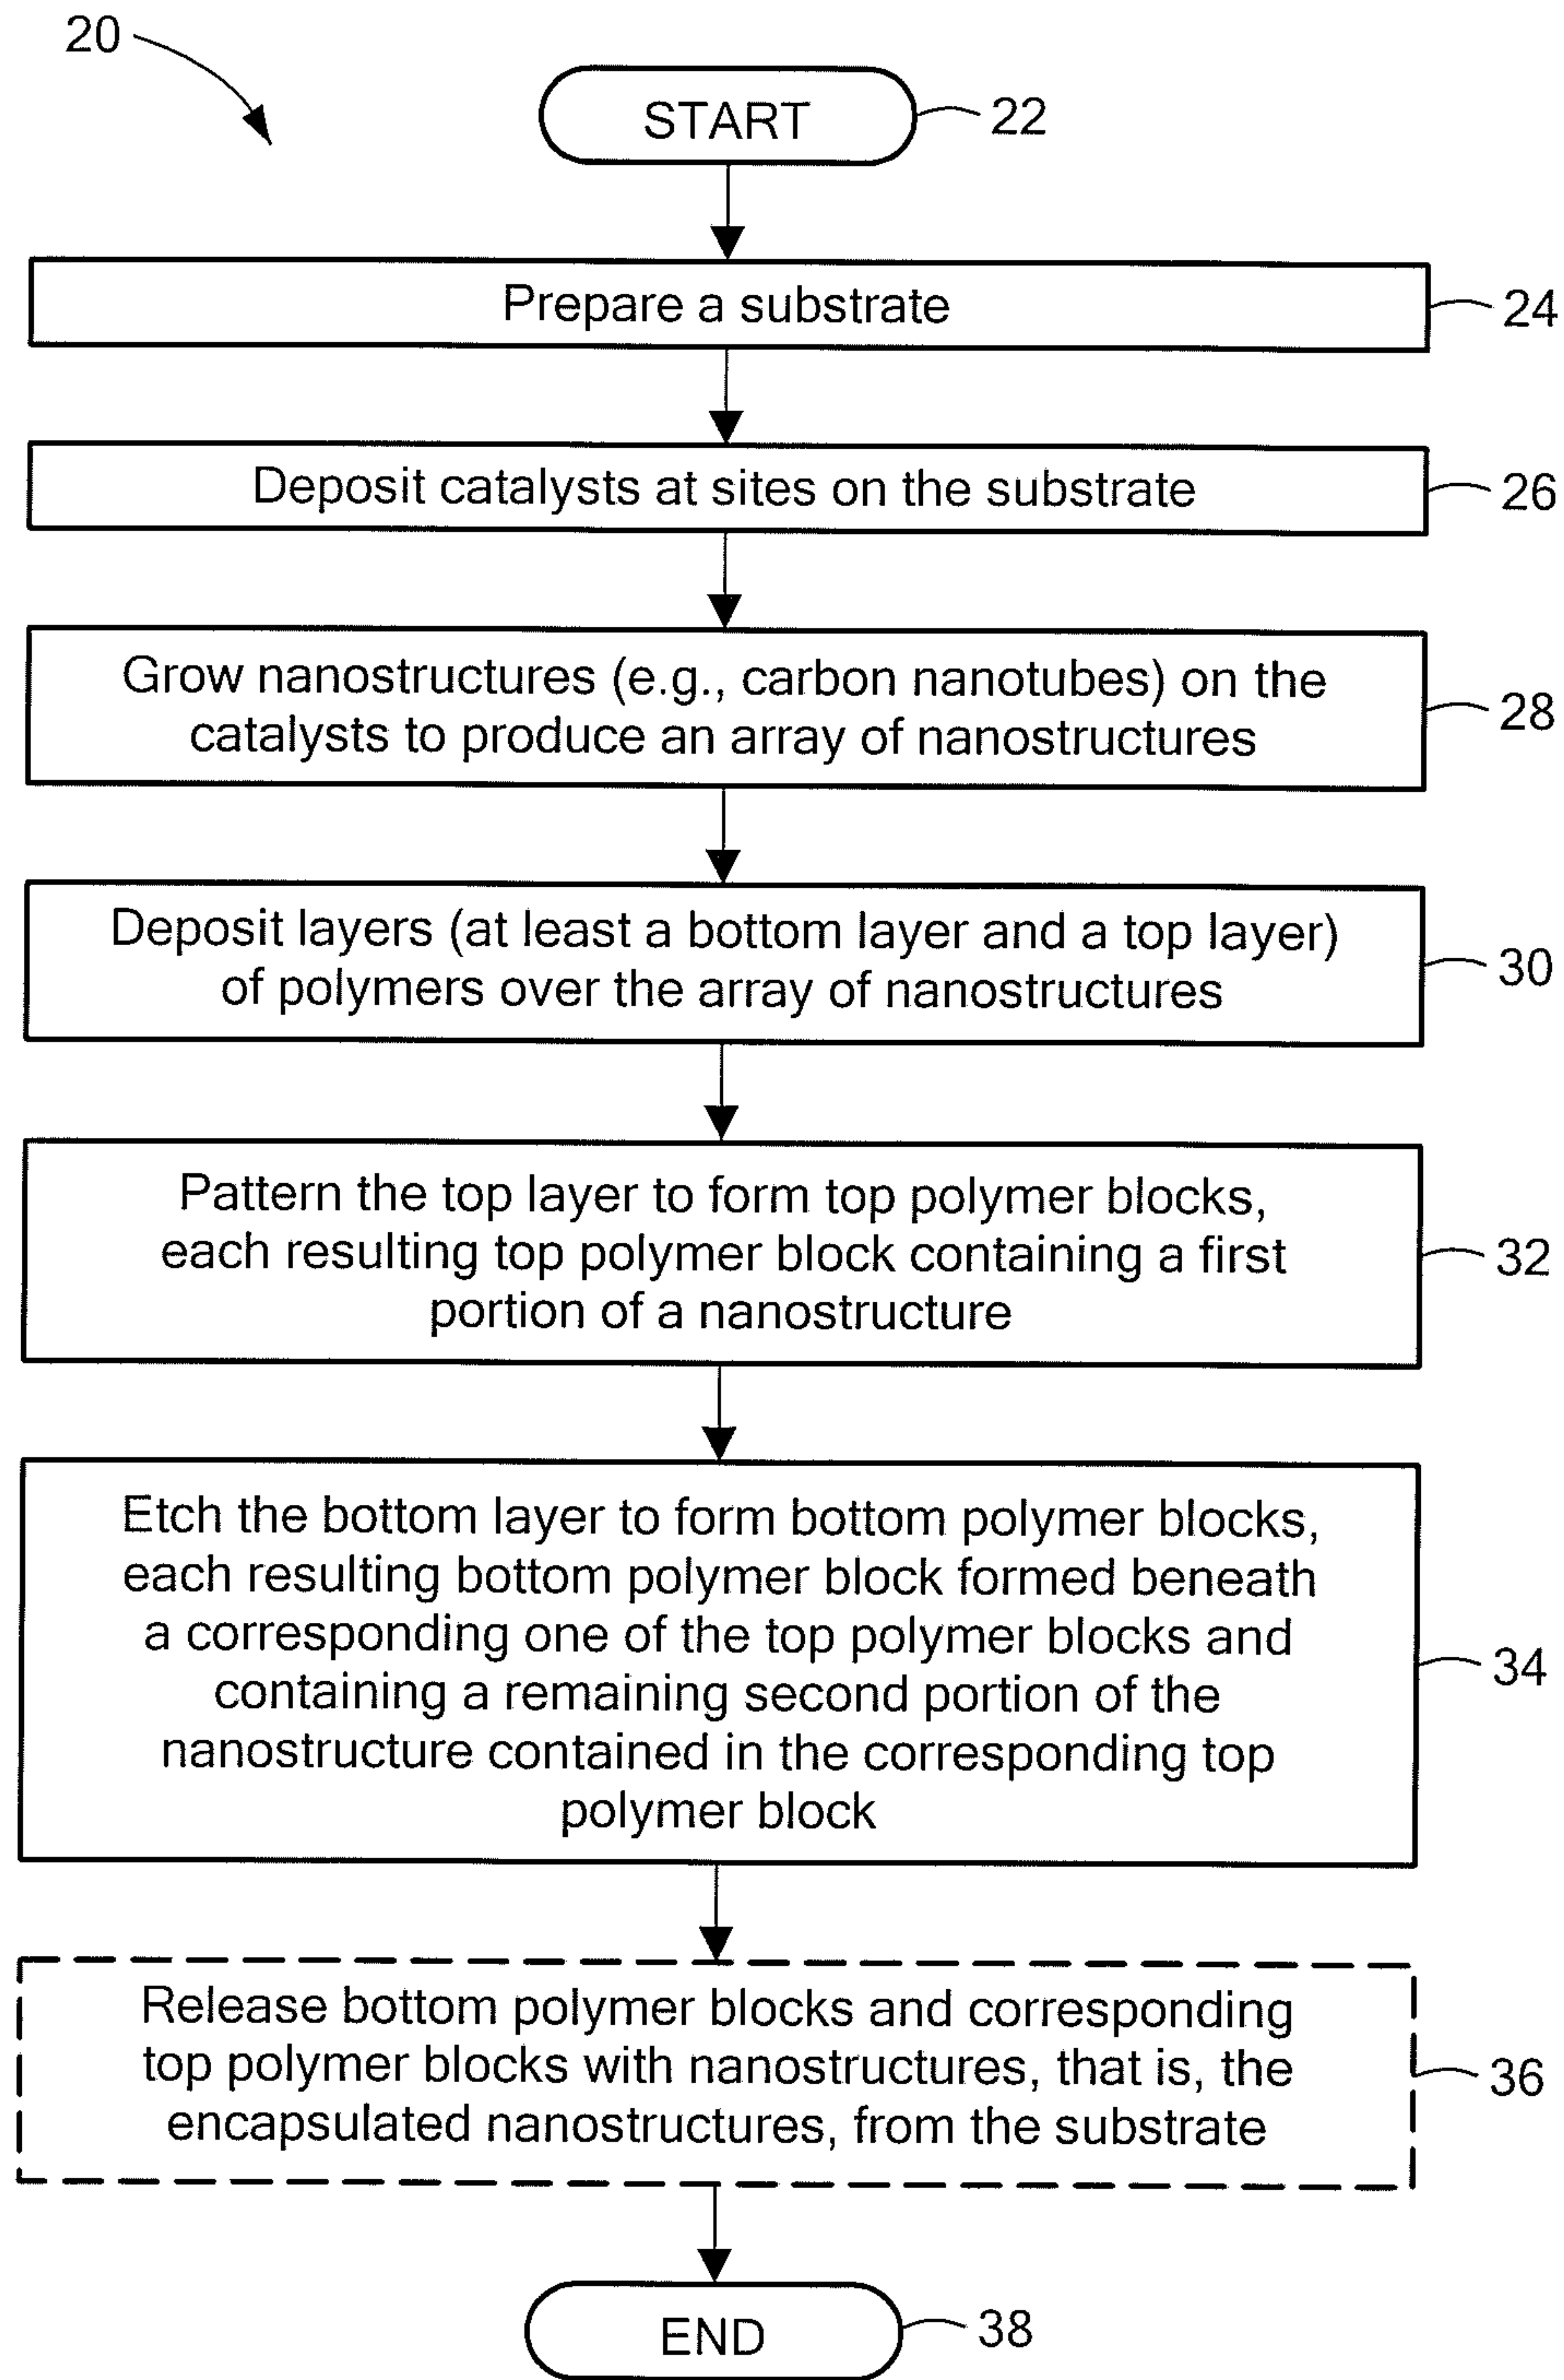 20
START
22
Prepare a substrate
24
Deposit catalysts at sites on the substrate
26
Grow nanostructures (e.g., carbon nanotubes) on the
catalysts to produce an array of nanostructures
28
Deposit layers (at least a bottom layer and a top layer)
of polymers over the array of nanostructures
30
Pattern the top layer to form top polymer blocks,
each resulting top polymer block containing a first
portion of a nanostructure
32
Etch the bottom layer to form bottom polymer blocks,
each resulting bottom polymer block formed beneath
a corresponding one of the top polymer blocks and
containing a remaining second portion of the
nanostructure contained in the corresponding top
polymer block
34
Release bottom polymer blocks and corresponding
top polymer blocks with nanostructures, that is, the
encapsulated nanostructures, from the substrate
36
END
38